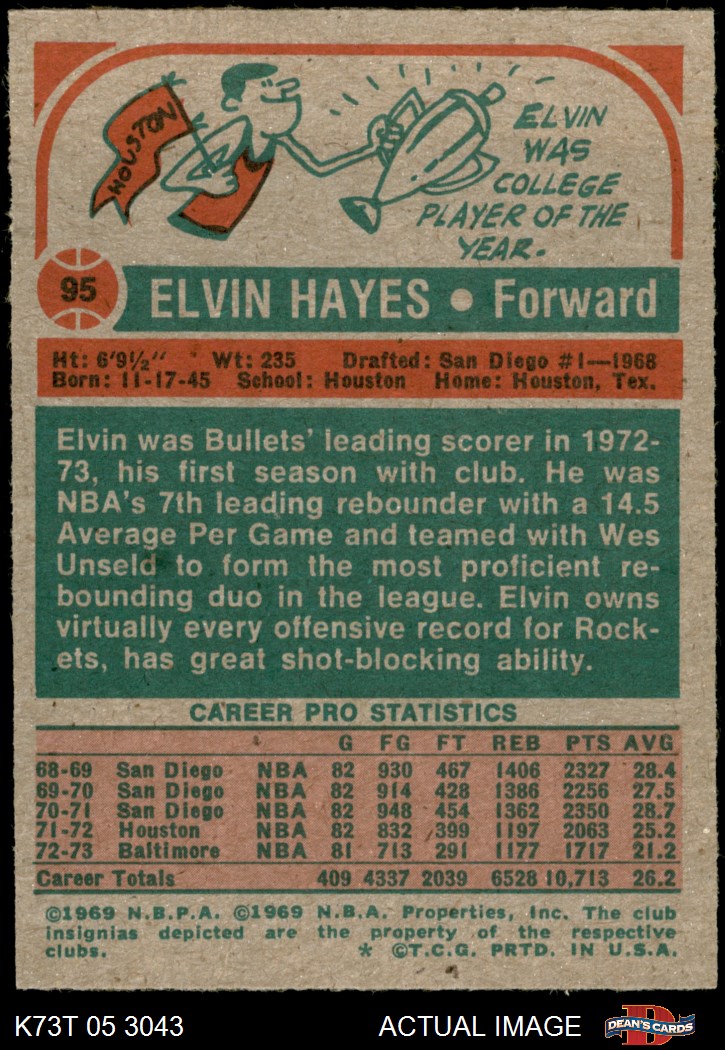 HOUSTON
ELVIN
WAS
COLLEGE
PLAYER OF THE
YEAR.
95
ELVIN HAYES • Forward
Ht: 6'9½" Wt: 235 Drafted: San Diego #1—1968
Born: 11-17-45 School: Houston Home: Houston, Tex.
Elvin was Bullets' leading scorer in 1972-
73, his first season with club. He was
NBA's 7th leading rebounder with a 14.5
Average Per Game and teamed with Wes
Unseld to form the most proficient re-
bounding duo in the league. Elvin owns
virtually every offensive record for Rock-
ets, has great shot-blocking ability.
CAREER PRO STATISTICS
G FG FT REB PTS AVG
68-69 San Diego NBA 82 930 467 1406 2327 28.4
69-70 San Diego NBA 82 914 428 1386 2256 27.5
70-71 San Diego NBA 82 948 454 1362 2350 28.7
71-72 Houston NBA 82 832 399 1197 2063 25.2
72-73 Baltimore NBA 81 713 291 1177 1717 21.2
Career Totals 409 4337 2039 6528 10,713 26.2
©1969 N.B.P.A. ©1969 N.B.A. Properties, Inc. The club
insignias depicted are the property of the respective
clubs. * ©T.C.G. PRTD. IN U.S.A.
K73T 05 3043 ACTUAL IMAGE
D
DEAN'S CARDS